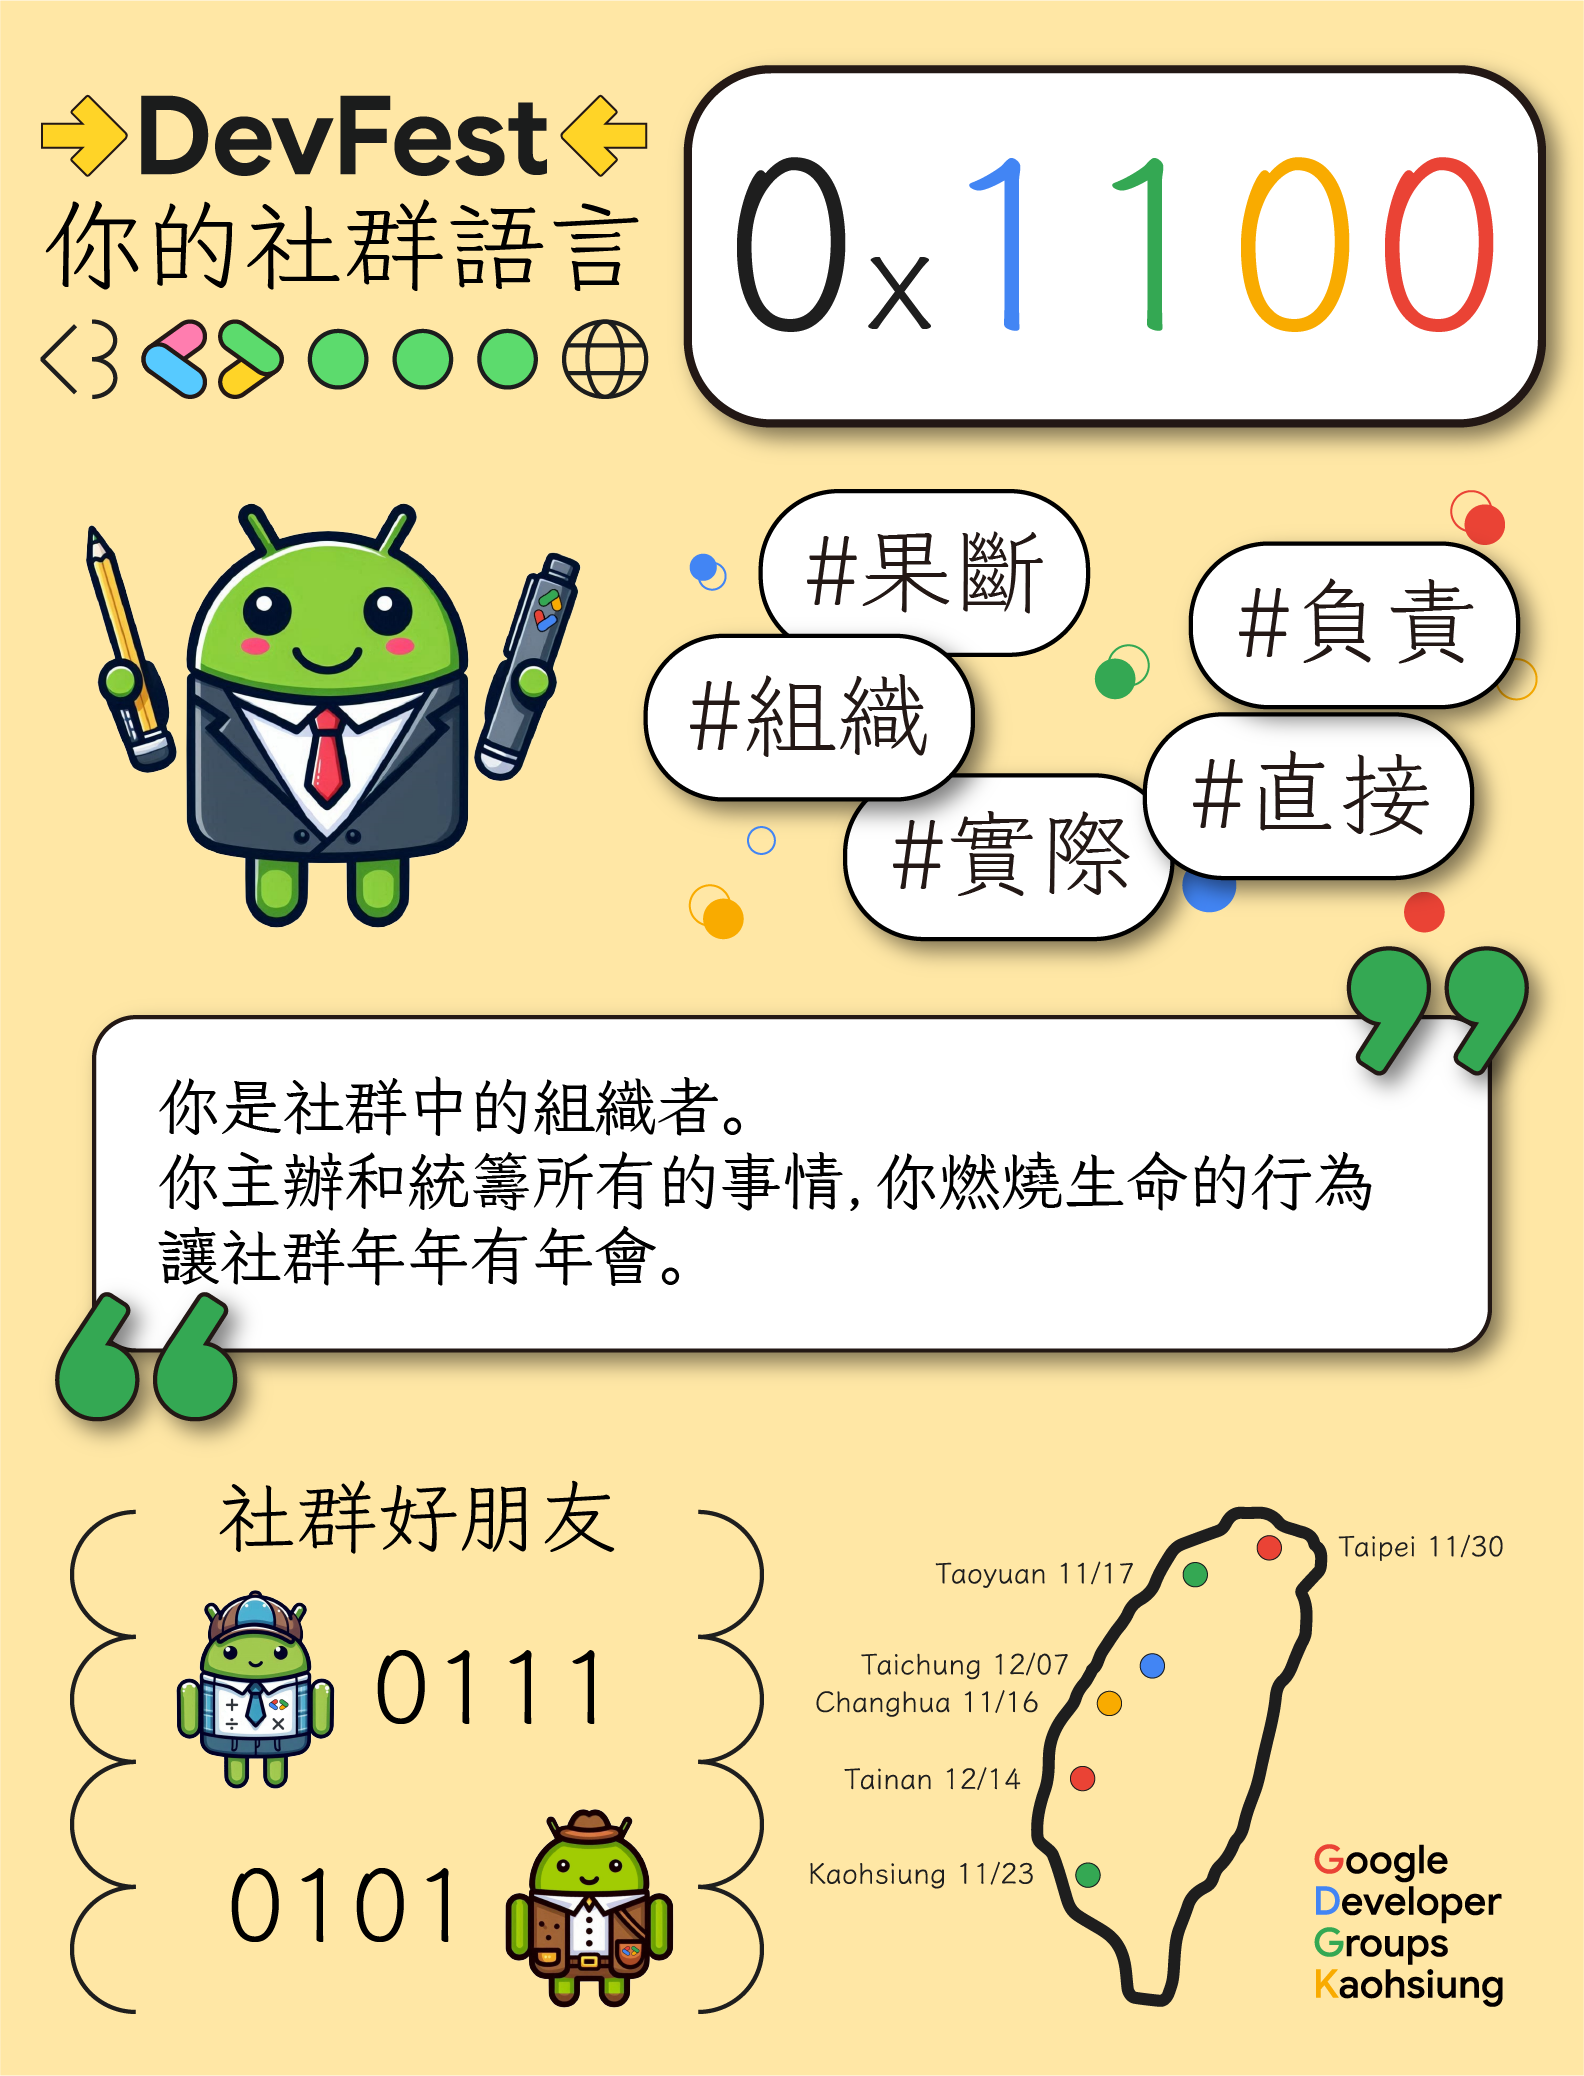 DevFest
你的社群語言
<3
0x1100
#果斷
#負責
#組織
#直接
#實際
你是社群中的組織者。
你主辦和統籌所有的事情,你燃燒生命的行為
讓社群年年有年會。
社群好朋友
0111
0101
Taipei 11/30
Taoyuan 11/17
Taichung 12/07
Changhua 11/16
Tainan 12/14
Kaohsiung 11/23
Google
Developer
Groups
Kaohsiung